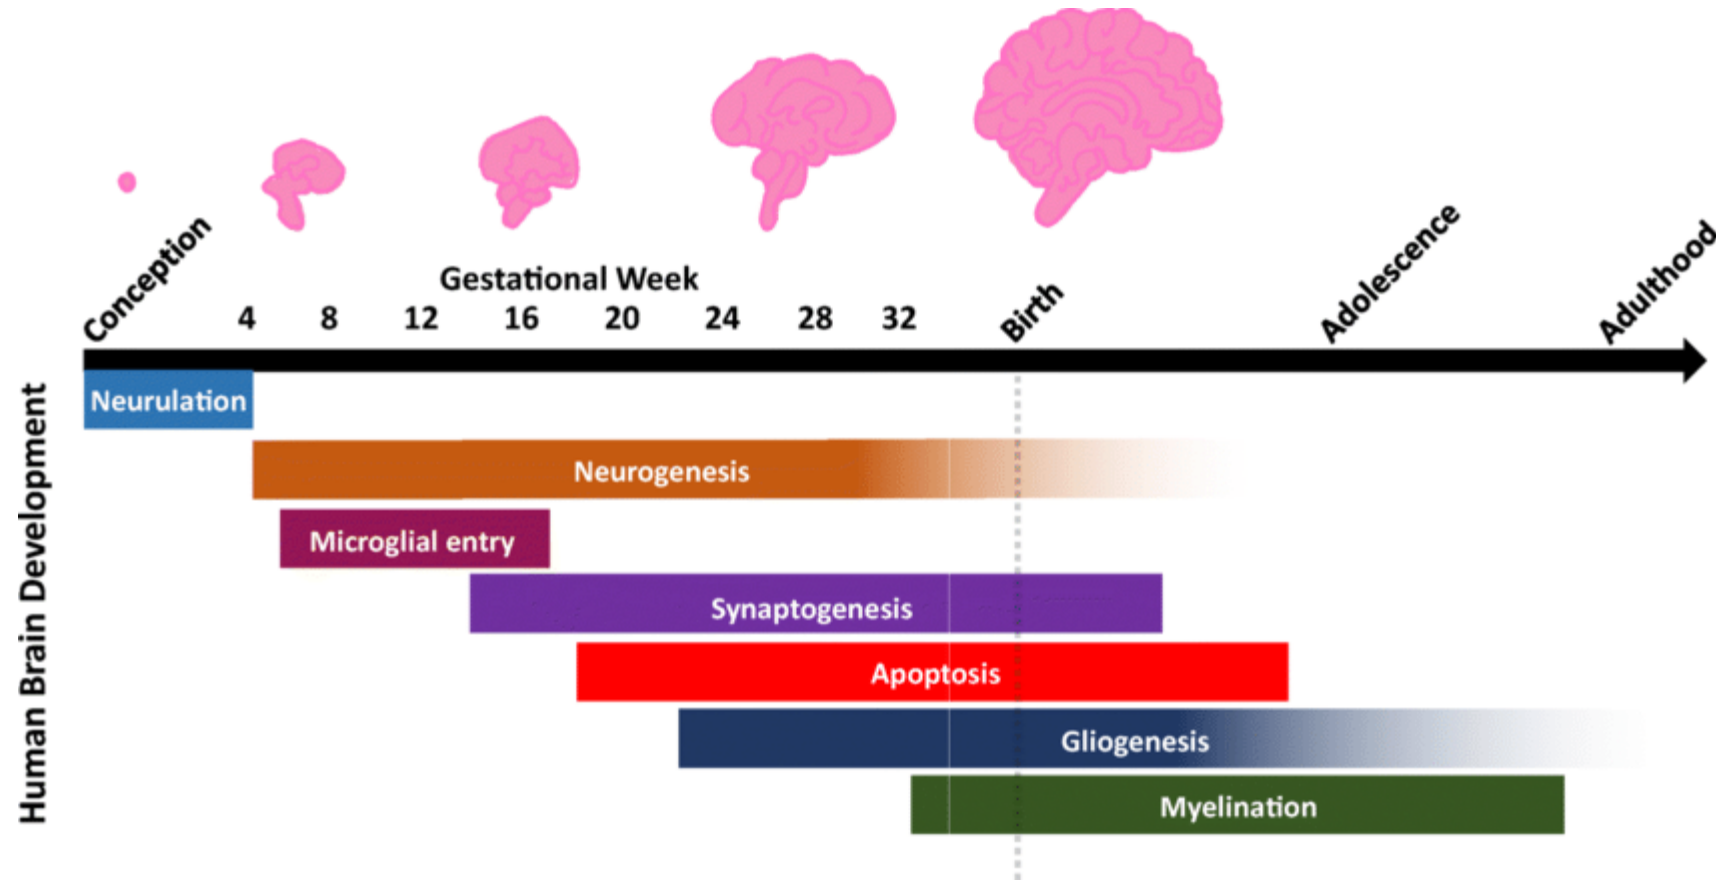 Conception
Gestational Week
4 8 12 16 20 24 28 32
Birth
Adolescence
Adulthood
Human Brain Development
Neurulation
Neurogenesis
Microglial entry
Synaptogenesis
Apoptosis
Gliogenesis
Myelination